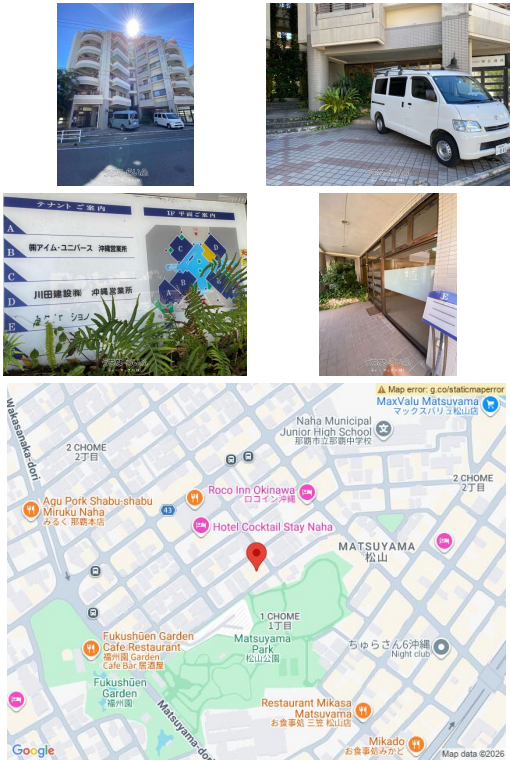 テナントご案内
1F 平面ご案内
A
㈱アイム・ユニバース 沖縄営業所
B
C
D
川田建設㈱ 沖縄営業所
E
C
D
B
E
A
E
Map error: g.co/staticmaperror
MaxValu Matsuyama
マックスバリュ松山店
Wakasanaka-dori
Naha Municipal
Junior High School
那覇市立那覇中学校
2 CHOME
2丁目
2 CHOME
2丁目
Roco Inn Okinawa
ロコイン沖縄
Agu Pork Shabu-shabu
Miruku Naha
みるく 那覇本店
43
Hotel Cocktail Stay Naha
MATSUYAMA
松山
1 CHOME
1丁目
Fukushūen Garden
Cafe Restaurant
福州園 Garden
Cafe Bar 居酒屋
Matsuyama
Park
松山公園
ちゅらさん6沖縄
Night club
Fukushūen
Garden
福州園
Restaurant Mikasa
Matsuyama
お食事処 三笠 松山店
Matsuyama-dori
Mikado
お食事処みかど
Google
Map data ©2026